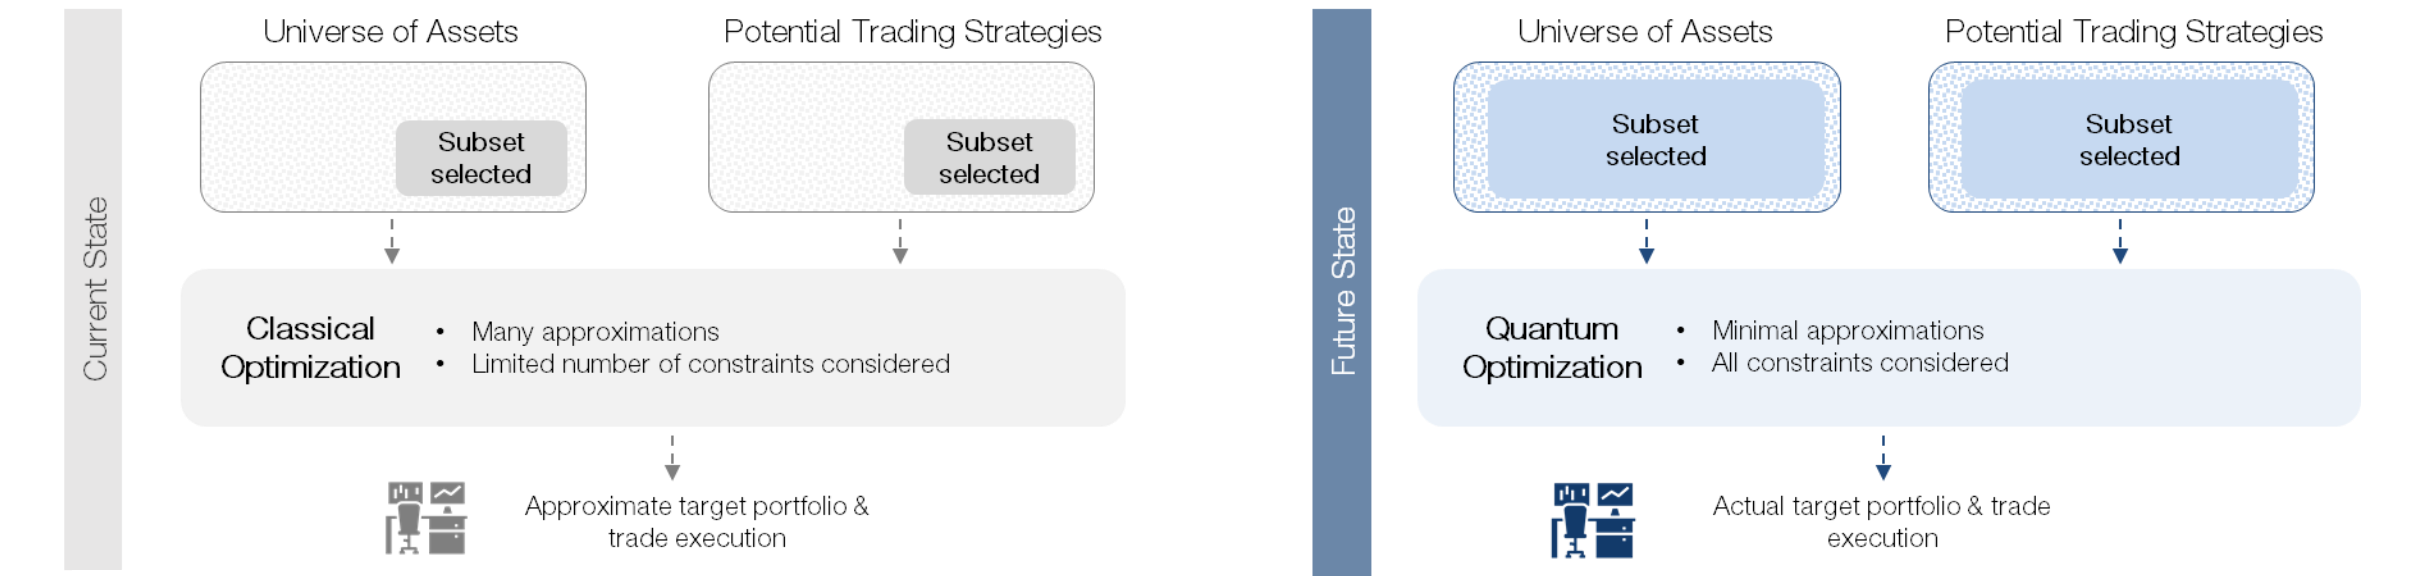 Current State
Universe of Assets
Potential Trading Strategies
Subset
selected
Subset
selected
Classical
Optimization
• Many approximations
• Limited number of constraints considered
Approximate target portfolio &
trade execution
Future State
Universe of Assets
Potential Trading Strategies
Subset
selected
Subset
selected
Quantum
Optimization
• Minimal approximations
• All constraints considered
Actual target portfolio & trade
execution